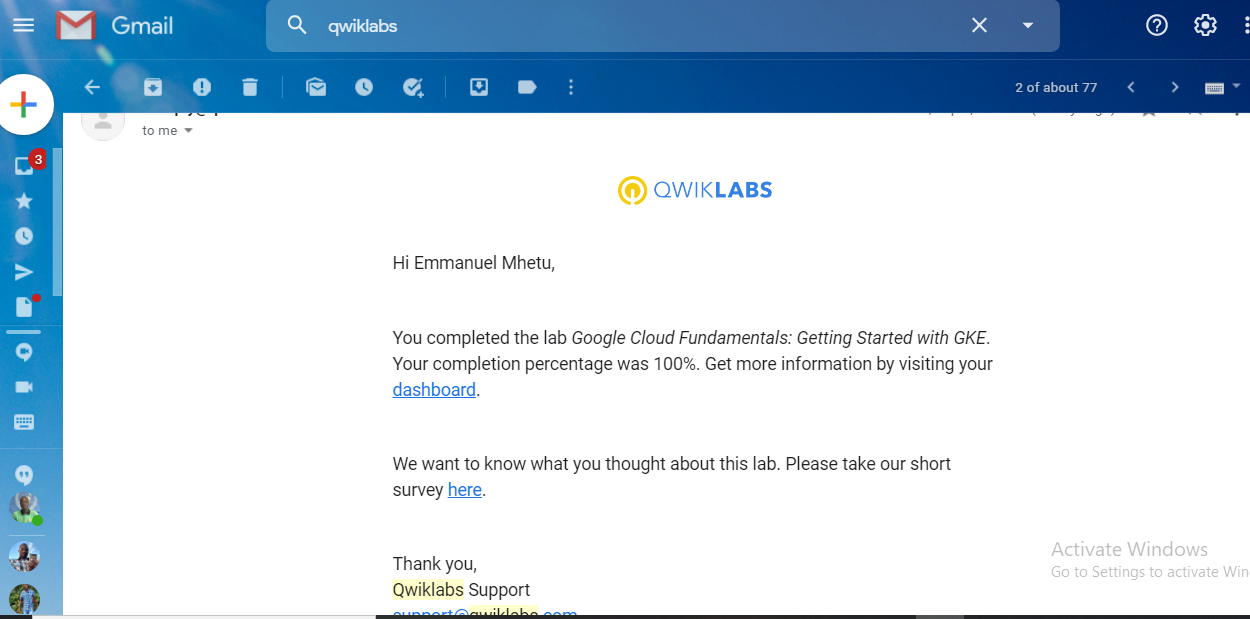 Gmail
qwiklabs
2 of about 77
3
to me
QWIKLABS
Hi Emmanuel Mhetu,
You completed the lab Google Cloud Fundamentals: Getting Started with GKE.
Your completion percentage was 100%. Get more information by visiting your
dashboard.
We want to know what you thought about this lab. Please take our short
survey here.
Thank you,
Qwiklabs Support
support@qwiklabs.com
Activate Windows
Go to Settings to activate Win